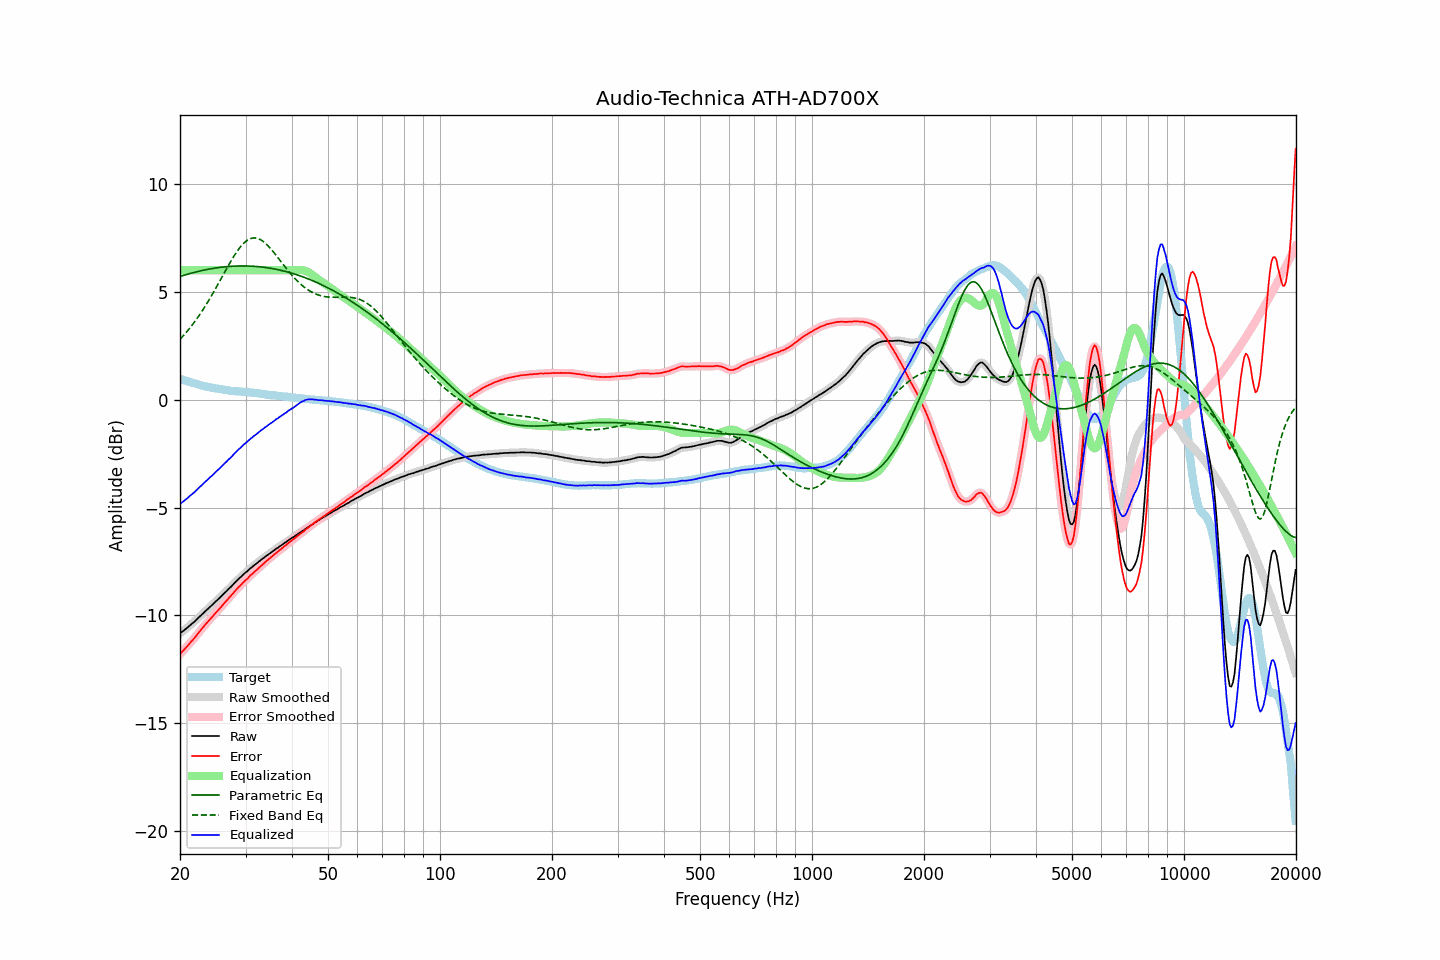 Audio-Technica ATH-AD700X
Amplitude (dBr)
10
5
0
−5
−10
−15
−20
Target
Raw Smoothed
Error Smoothed
Raw
Error
Equalization
Parametric Eq
Fixed Band Eq
Equalized
20 50 100 200 500 1000 2000 5000 10000 20000
Frequency (Hz)